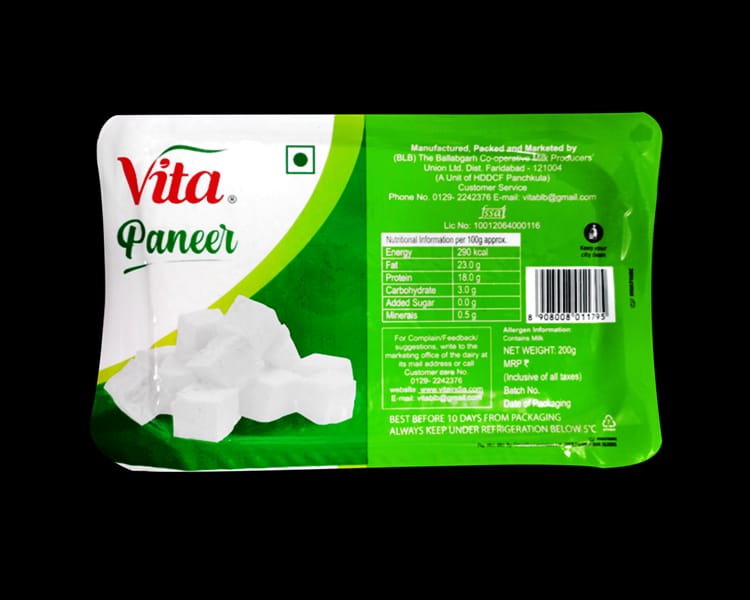 Vita®
Paneer
Manufactured, Packed and Marketed by
(BLB) The Ballabgarh Co-operative Milk Producers'
Union Ltd. Dist. Faridabad - 121004
(A Unit of HDDCF Panchkula)
Customer Service
Phone No. 0129- 2242376 E-mail: vitablb@gmail.com
fssai
Lic No: 10012064000116
Nutritional Information per 100g approx.
Energy 290 kcal
Fat 23.0 g
Protein 18.0 g
Carbohydrate 3.0 g
Added Sugar 0.0 g
Minerals 0.5 g
Keep your
city clean
8 908008 011795
For Complain/Feedback/
suggestions, write to the
marketing office of the dairy at
its mail address or call
Customer care No.
0129- 2242376
website : www.vitaindia.com
E-mail: vitablb@gmail.com
Allergen Information:
Contains Milk
NET WEIGHT: 200g
MRP ₹
(Inclusive of all taxes)
Batch No.
Date of Packaging
BEST BEFORE 10 DAYS FROM PACKAGING
ALWAYS KEEP UNDER REFRIGERATION BELOW 5°C